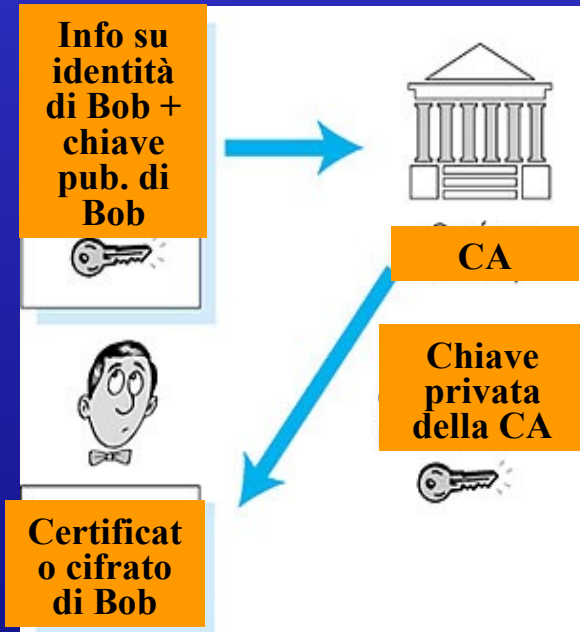 Info su
identità
di Bob +
chiave
pub. di
Bob
CA
Chiave
privata
della CA
Certificat
o cifrato
di Bob